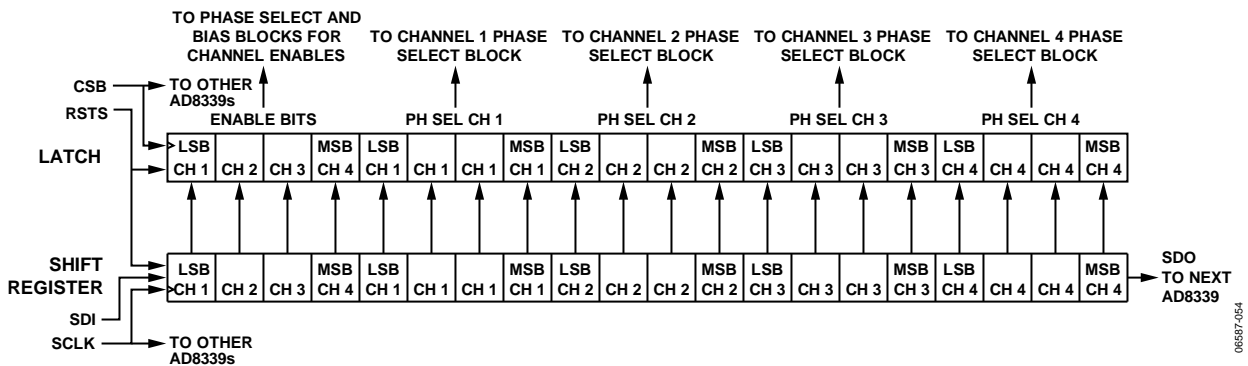 TO PHASE SELECT AND
BIAS BLOCKS FOR
CHANNEL ENABLES
TO CHANNEL 1 PHASE
SELECT BLOCK
TO CHANNEL 2 PHASE
SELECT BLOCK
TO CHANNEL 3 PHASE
SELECT BLOCK
TO CHANNEL 4 PHASE
SELECT BLOCK
CSB
TO OTHER
AD8339s
RSTS
ENABLE BITS PH SEL CH 1 PH SEL CH 2 PH SEL CH 3 PH SEL CH 4
LATCH
LSB MSB LSB MSB LSB MSB LSB MSB LSB MSB
CH 1 CH 2 CH 3 CH 4 CH 1 CH 1 CH 1 CH 1 CH 2 CH 2 CH 2 CH 2 CH 3 CH 3 CH 3 CH 3 CH 4 CH 4 CH 4 CH 4
SHIFT
REGISTER
LSB MSB LSB MSB LSB MSB LSB MSB LSB MSB
CH 1 CH 2 CH 3 CH 4 CH 1 CH 1 CH 1 CH 1 CH 2 CH 2 CH 2 CH 2 CH 3 CH 3 CH 3 CH 3 CH 4 CH 4 CH 4 CH 4
SDO
TO NEXT
AD8339
SDI
SCLK
TO OTHER
AD8339s
06587-054